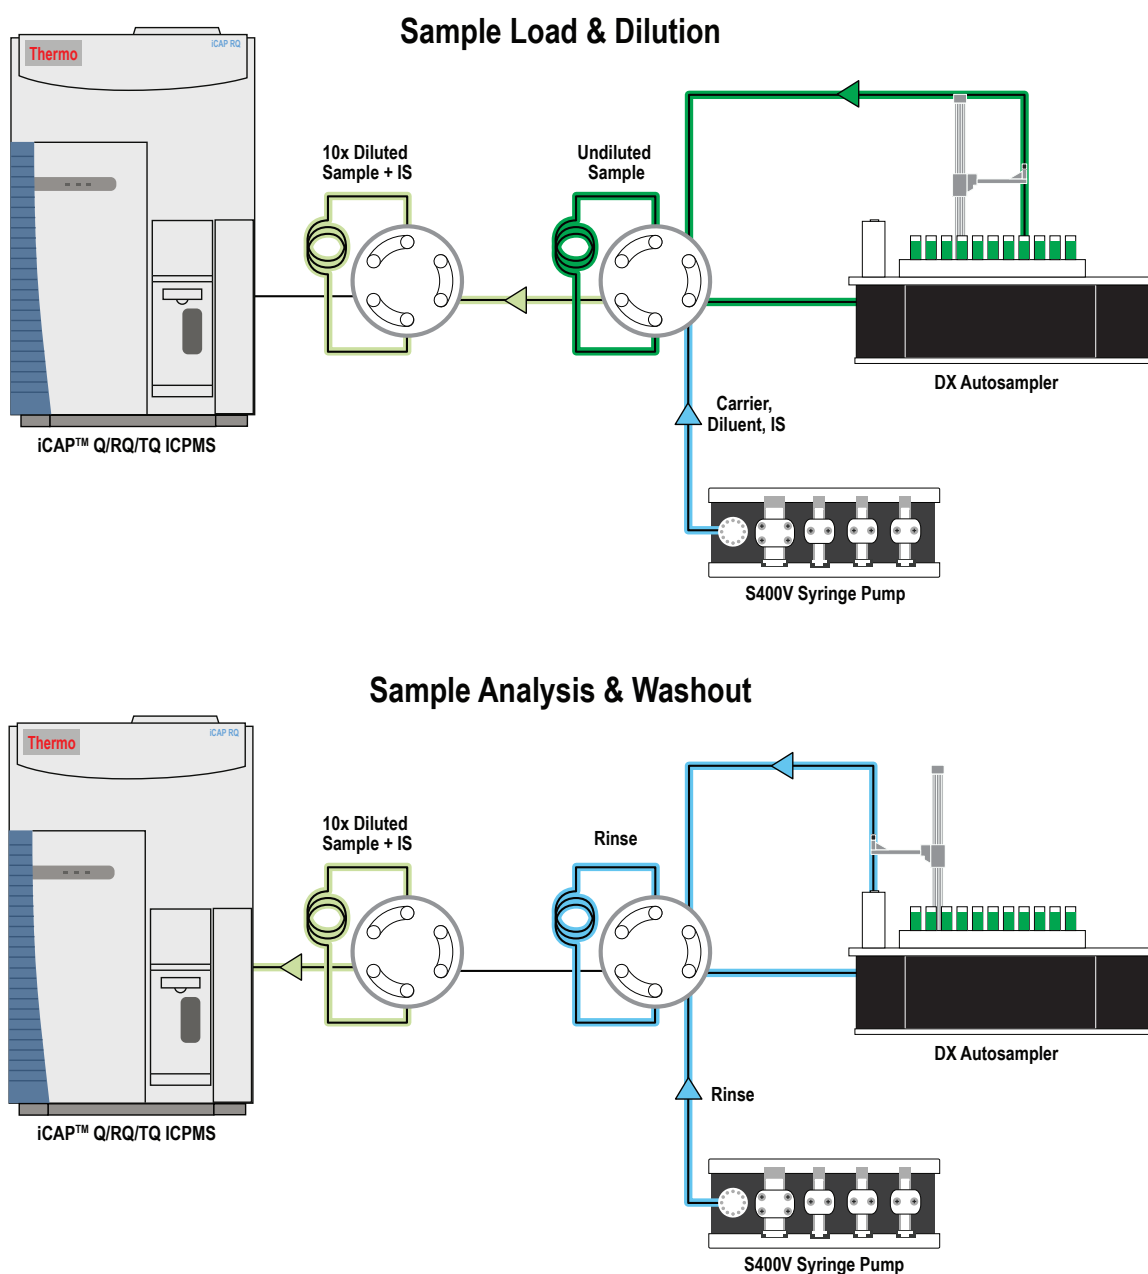 Sample Load & Dilution
Thermo
iCAP RQ
10x Diluted
Sample + IS
Undiluted
Sample
DX Autosampler
Carrier,
Diluent, IS
iCAP™ Q/RQ/TQ ICPMS
S400V Syringe Pump
Sample Analysis & Washout
Thermo
iCAP RQ
10x Diluted
Sample + IS
Rinse
DX Autosampler
Rinse
iCAP™ Q/RQ/TQ ICPMS
S400V Syringe Pump